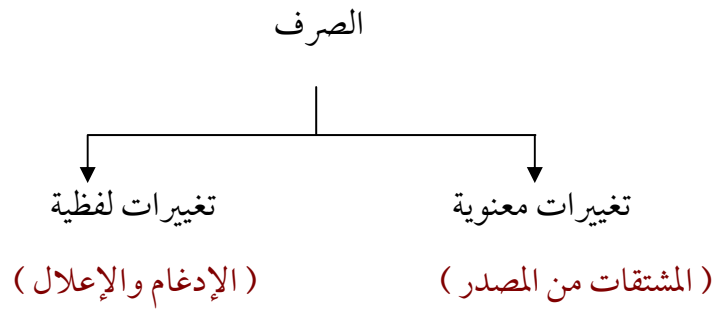 الصرف
تغييرات معنوية
تغييرات لفظية
( المشتقات من المصدر )
( الإدغام والإعلال )